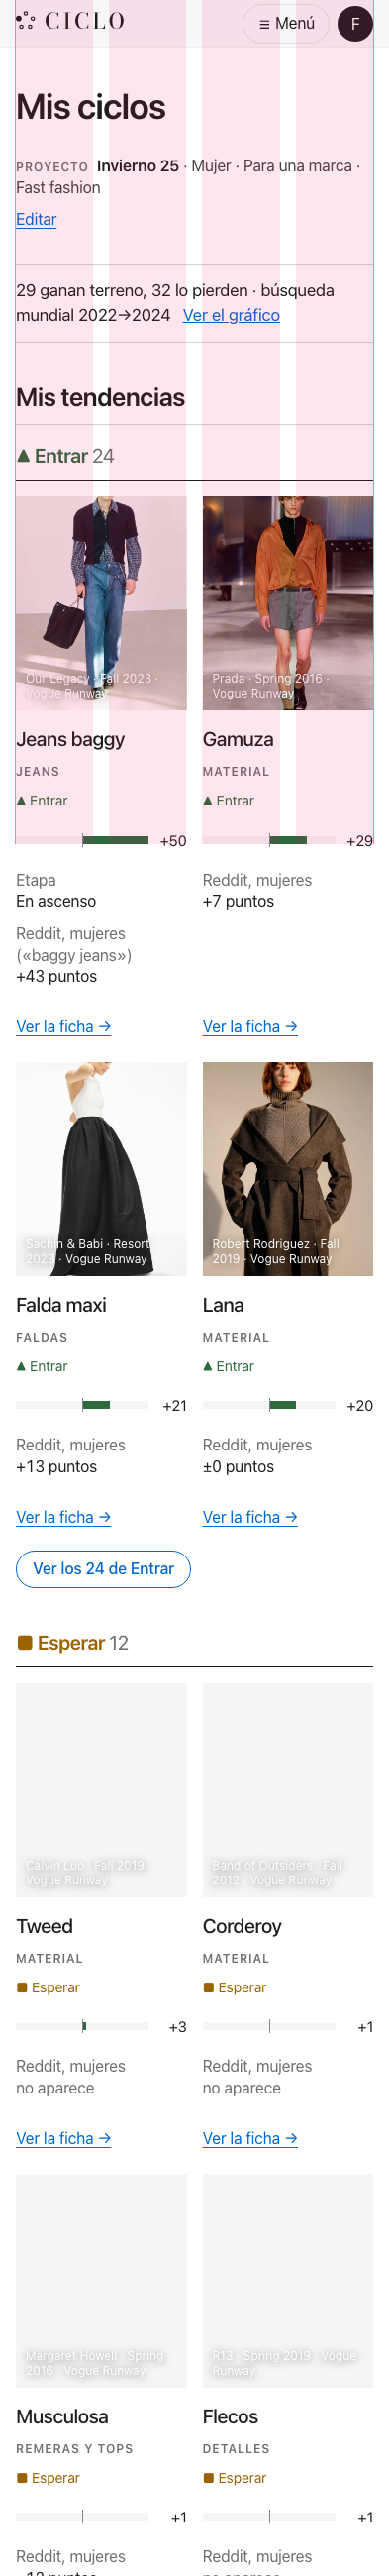 CICLO
≡ Menú
F
Mis ciclos
PROYECTO Invierno 25 · Mujer · Para una marca ·
Fast fashion
Editar
29 ganan terreno, 32 lo pierden · búsqueda
mundial 2022→2024 Ver el gráfico
Mis tendencias
▲ Entrar 24
Our Legacy · Fall 2023 ·
Vogue Runway
Prada · Spring 2016 ·
Vogue Runway
Jeans baggy
Gamuza
JEANS
MATERIAL
▲ Entrar
▲ Entrar
+50
+29
Etapa
En ascenso
Reddit, mujeres
(«baggy jeans»)
+43 puntos
Reddit, mujeres
+7 puntos
Ver la ficha →
Ver la ficha →
Sachin & Babi · Resort
2023 · Vogue Runway
Robert Rodriguez · Fall
2019 · Vogue Runway
Falda maxi
Lana
FALDAS
MATERIAL
▲ Entrar
▲ Entrar
+21
+20
Reddit, mujeres
+13 puntos
Reddit, mujeres
±0 puntos
Ver la ficha →
Ver la ficha →
Ver los 24 de Entrar
■ Esperar 12
Calvin Luo · Fall 2019 ·
Vogue Runway
Band of Outsiders · Fall
2012 · Vogue Runway
Tweed
Corderoy
MATERIAL
MATERIAL
■ Esperar
■ Esperar
+3
+1
Reddit, mujeres
no aparece
Reddit, mujeres
no aparece
Ver la ficha →
Ver la ficha →
Margaret Howell · Spring
2016 · Vogue Runway
R13 · Spring 2019 · Vogue
Runway
Musculosa
Flecos
REMERAS Y TOPS
DETALLES
■ Esperar
■ Esperar
+1
+1
Reddit, mujeres
Reddit, mujeres